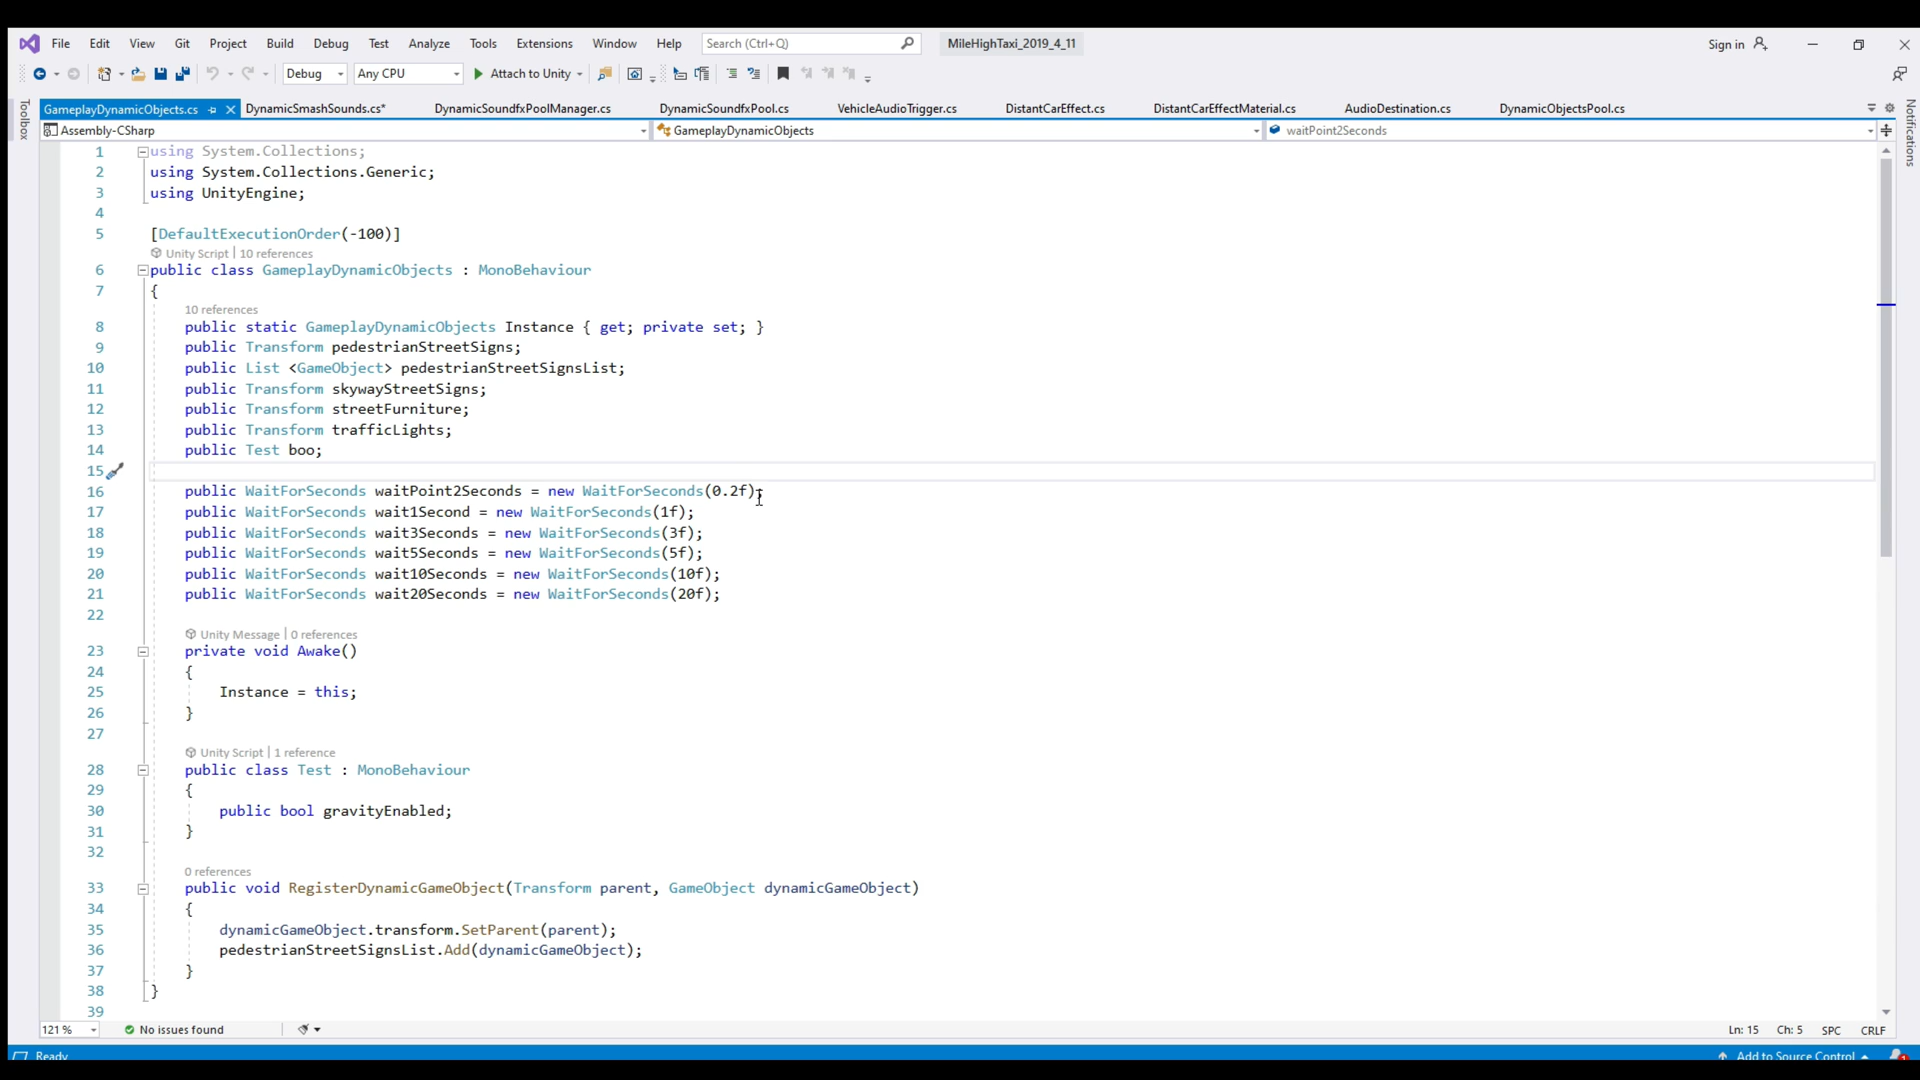 File Edit View Git Project Build Debug Test Analyze Tools Extensions Window Help Search (Ctrl+Q) MileHighTaxi_2019_4_11 Sign in
Debug Any CPU Attach to Unity
GameplayDynamicObjects.cs DynamicSmashSounds.cs* DynamicSoundfxPoolManager.cs DynamicSoundfxPool.cs VehicleAudioTrigger.cs DistantCarEffect.cs DistantCarEffectMaterial.cs AudioDestination.cs DynamicObjectsPool.cs
Toolbox
Notifications
Assembly-CSharp GameplayDynamicObjects waitPoint2Seconds
1 using System.Collections;
2 using System.Collections.Generic;
3 using UnityEngine;
4
5 [DefaultExecutionOrder(-100)]
Unity Script | 10 references
6 public class GameplayDynamicObjects : MonoBehaviour
7 {
10 references
8 public static GameplayDynamicObjects Instance { get; private set; }
9 public Transform pedestrianStreetSigns;
10 public List <GameObject> pedestrianStreetSignsList;
11 public Transform skywayStreetSigns;
12 public Transform streetFurniture;
13 public Transform trafficLights;
14 public Test boo;
15
16 public WaitForSeconds waitPoint2Seconds = new WaitForSeconds(0.2f);
17 public WaitForSeconds wait1Second = new WaitForSeconds(1f);
18 public WaitForSeconds wait3Seconds = new WaitForSeconds(3f);
19 public WaitForSeconds wait5Seconds = new WaitForSeconds(5f);
20 public WaitForSeconds wait10Seconds = new WaitForSeconds(10f);
21 public WaitForSeconds wait20Seconds = new WaitForSeconds(20f);
22
Unity Message | 0 references
23 private void Awake()
24 {
25 Instance = this;
26 }
27
Unity Script | 1 reference
28 public class Test : MonoBehaviour
29 {
30 public bool gravityEnabled;
31 }
32
0 references
33 public void RegisterDynamicGameObject(Transform parent, GameObject dynamicGameObject)
34 {
35 dynamicGameObject.transform.SetParent(parent);
36 pedestrianStreetSignsList.Add(dynamicGameObject);
37 }
38 }
39
121 % No issues found Ln: 15 Ch: 5 SPC CRLF
Ready Add to Source Control 1